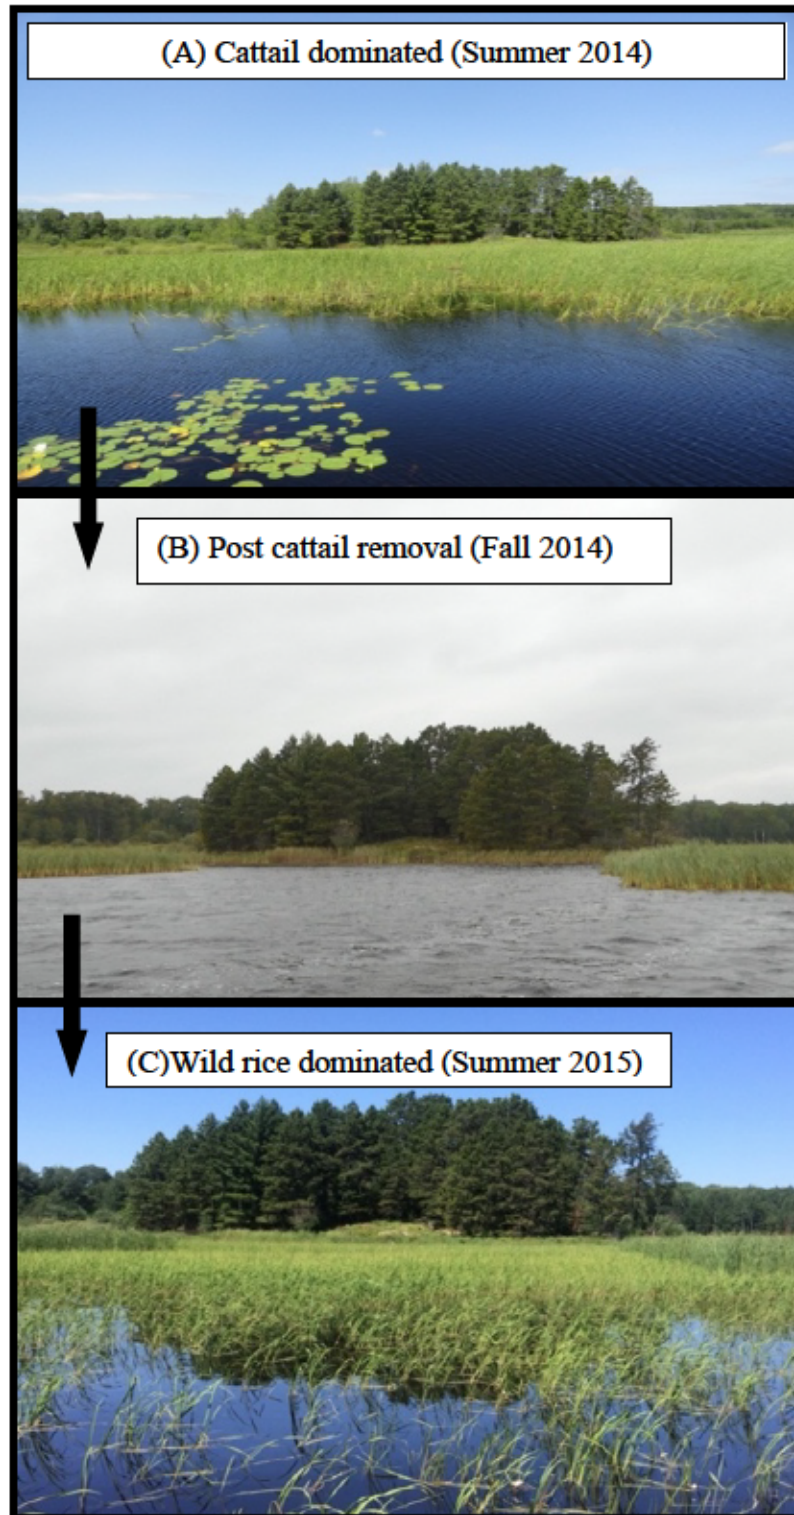 (A) Cattail dominated (Summer 2014)
(B) Post cattail removal (Fall 2014)
(C)Wild rice dominated (Summer 2015)